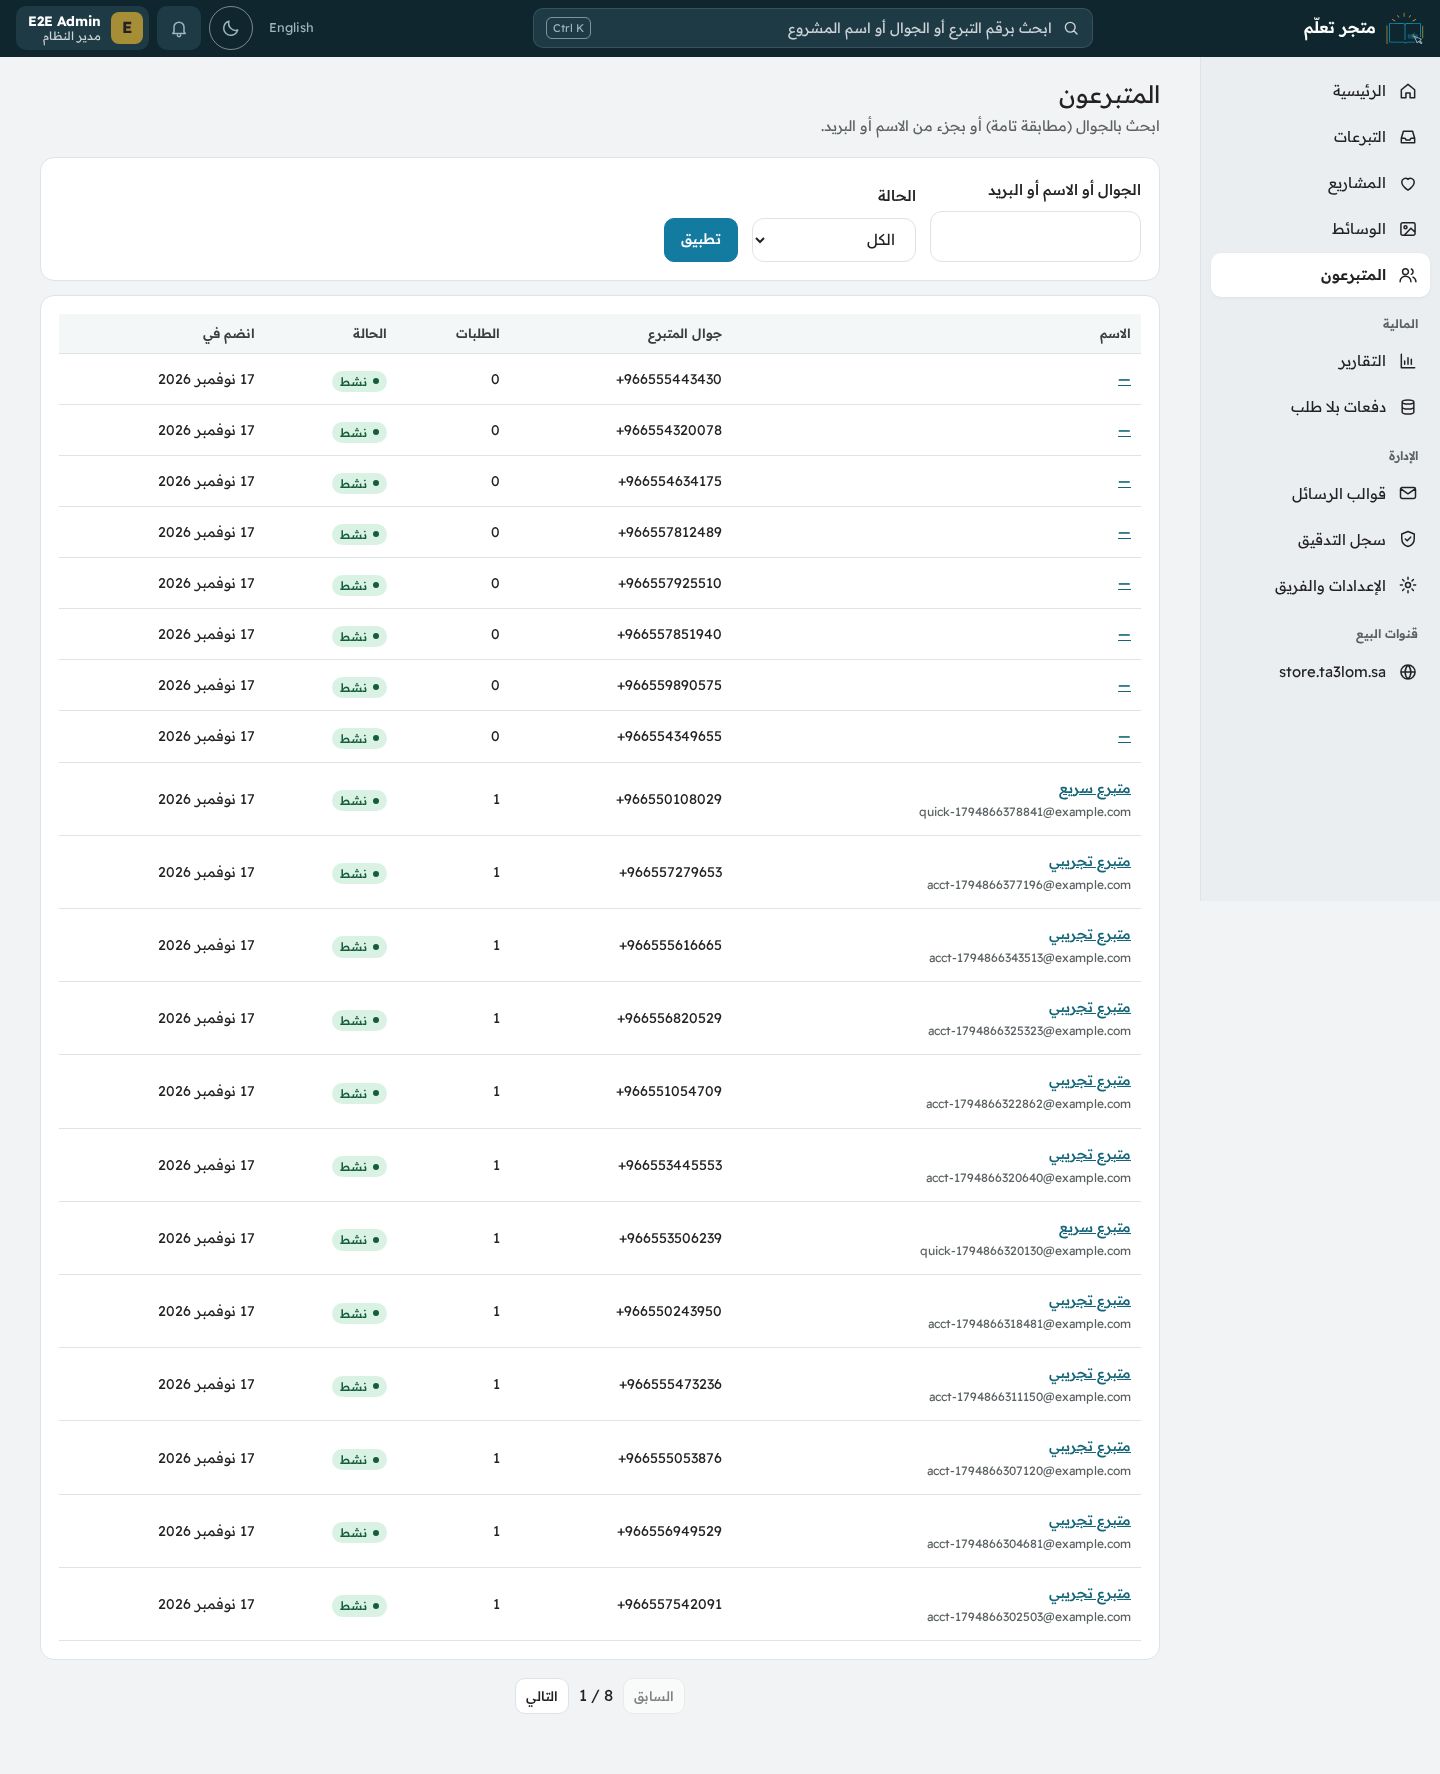 متجر تعلّم
ابحث برقم التبرع أو الجوال أو اسم المشروع
Ctrl K
English
E2E Admin
مدير النظام
E
الرئيسية
التبرعات
المشاريع
الوسائط
المتبرعون
المالية
التقارير
دفعات بلا طلب
الإدارة
قوالب الرسائل
سجل التدقيق
الإعدادات والفريق
قنوات البيع
store.ta3lom.sa
المتبرعون
ابحث بالجوال (مطابقة تامة) أو بجزء من الاسم أو البريد.
الجوال أو الاسم أو البريد
الحالة
الكل
تطبيق
الاسم جوال المتبرع الطلبات الحالة انضم في
— +966555443430 0 نشط 17 نوفمبر 2026
— +966554320078 0 نشط 17 نوفمبر 2026
— +966554634175 0 نشط 17 نوفمبر 2026
— +966557812489 0 نشط 17 نوفمبر 2026
— +966557925510 0 نشط 17 نوفمبر 2026
— +966557851940 0 نشط 17 نوفمبر 2026
— +966559890575 0 نشط 17 نوفمبر 2026
— +966554349655 0 نشط 17 نوفمبر 2026
متبرع سريع +966550108029 1 نشط 17 نوفمبر 2026
quick-1794866378841@example.com
متبرع تجريبي +966557279653 1 نشط 17 نوفمبر 2026
acct-1794866377196@example.com
متبرع تجريبي +966555616665 1 نشط 17 نوفمبر 2026
acct-1794866343513@example.com
متبرع تجريبي +966556820529 1 نشط 17 نوفمبر 2026
acct-1794866325323@example.com
متبرع تجريبي +966551054709 1 نشط 17 نوفمبر 2026
acct-1794866322862@example.com
متبرع تجريبي +966553445553 1 نشط 17 نوفمبر 2026
acct-1794866320640@example.com
متبرع سريع +966553506239 1 نشط 17 نوفمبر 2026
quick-1794866320130@example.com
متبرع تجريبي +966550243950 1 نشط 17 نوفمبر 2026
acct-1794866318481@example.com
متبرع تجريبي +966555473236 1 نشط 17 نوفمبر 2026
acct-1794866311150@example.com
متبرع تجريبي +966555053876 1 نشط 17 نوفمبر 2026
acct-1794866307120@example.com
متبرع تجريبي +966556949529 1 نشط 17 نوفمبر 2026
acct-1794866304681@example.com
متبرع تجريبي +966557542091 1 نشط 17 نوفمبر 2026
acct-1794866302503@example.com
السابق 1 / 8 التالي